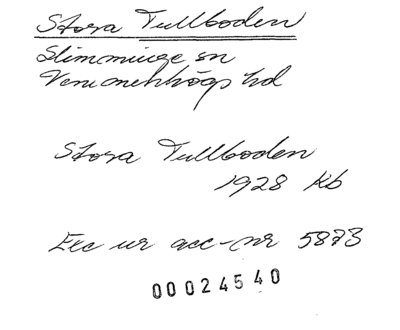 Stora Tullboden
Slimminge sn
Vemmenhögs hd
Stora Tullboden
1928 Kb
Exc ur acc-nr 5873
00024540